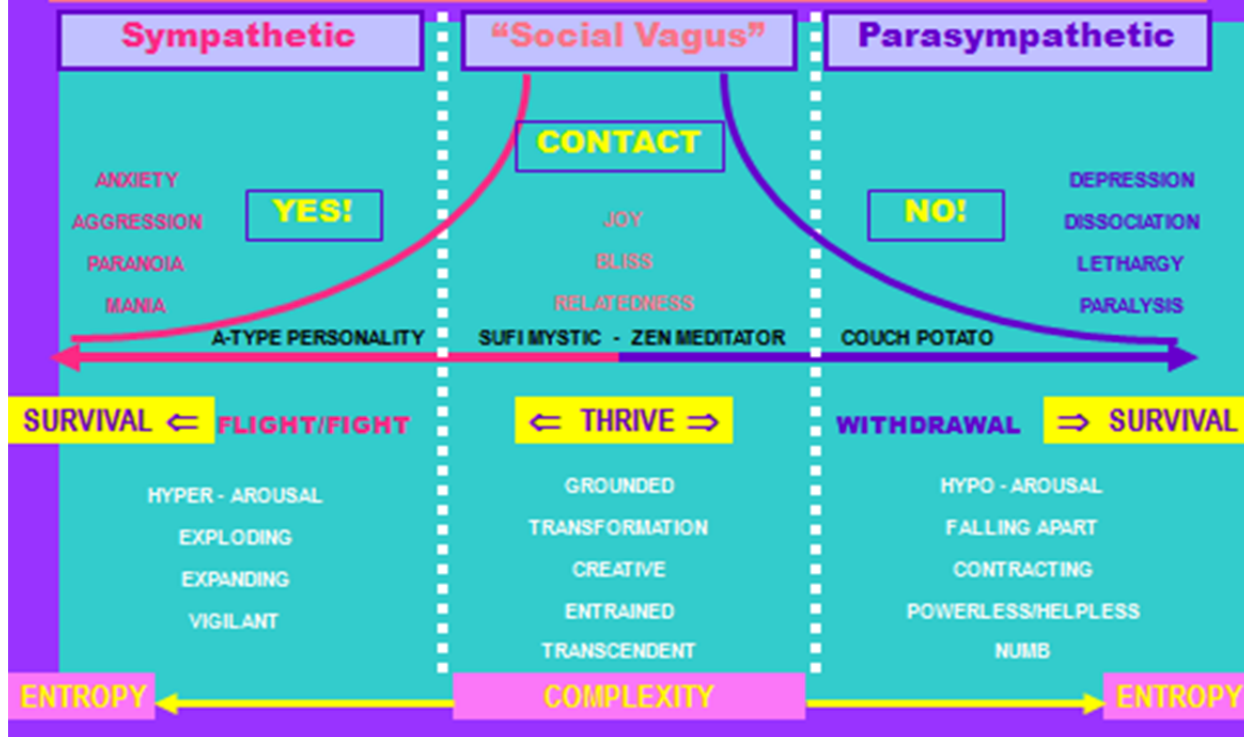 Sympathetic
“Social Vagus”
Parasympathetic
CONTACT
YES!
NO!
ANXIETY
AGGRESSION
PARANOIA
MANIA
JOY
BLISS
RELATEDNESS
DEPRESSION
DISSOCIATION
LETHARGY
PARALYSIS
A-TYPE PERSONALITY
SUFI MYSTIC - ZEN MEDITATOR
COUCH POTATO
SURVIVAL ⇐
FLIGHT/FIGHT
⇐ THRIVE ⇒
WITHDRAWAL
⇒ SURVIVAL
HYPER - AROUSAL
EXPLODING
EXPANDING
VIGILANT
GROUNDED
TRANSFORMATION
CREATIVE
ENTRAINED
TRANSCENDENT
HYPO - AROUSAL
FALLING APART
CONTRACTING
POWERLESS/HELPLESS
NUMB
ENTROPY
COMPLEXITY
ENTROPY